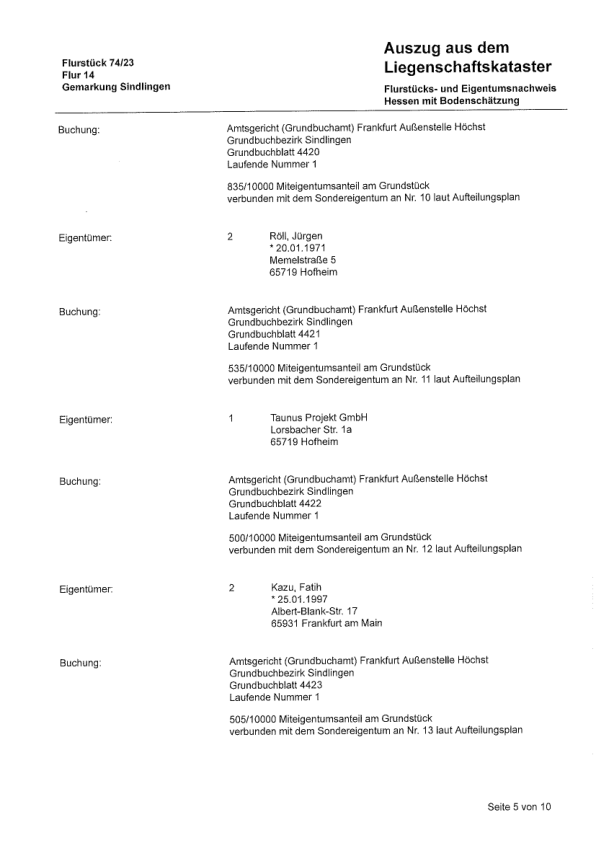 Flurstück 74/23
Flur 14
Gemarkung Sindlingen
Auszug aus dem
Liegenschaftskataster
Flurstücks- und Eigentumsnachweis
Hessen mit Bodenschätzung
Buchung: Amtsgericht (Grundbuchamt) Frankfurt Außenstelle Höchst
Grundbuchbezirk Sindlingen
Grundbuchblatt 4420
Laufende Nummer 1
835/10000 Miteigentumsanteil am Grundstück
verbunden mit dem Sondereigentum an Nr. 10 laut Aufteilungsplan
Eigentümer: 2 Röll, Jürgen
* 20.01.1971
Memelstraße 5
65719 Hofheim
Buchung: Amtsgericht (Grundbuchamt) Frankfurt Außenstelle Höchst
Grundbuchbezirk Sindlingen
Grundbuchblatt 4421
Laufende Nummer 1
535/10000 Miteigentumsanteil am Grundstück
verbunden mit dem Sondereigentum an Nr. 11 laut Aufteilungsplan
Eigentümer: 1 Taunus Projekt GmbH
Lorsbacher Str. 1a
65719 Hofheim
Buchung: Amtsgericht (Grundbuchamt) Frankfurt Außenstelle Höchst
Grundbuchbezirk Sindlingen
Grundbuchblatt 4422
Laufende Nummer 1
500/10000 Miteigentumsanteil am Grundstück
verbunden mit dem Sondereigentum an Nr. 12 laut Aufteilungsplan
Eigentümer: 2 Kazu, Fatih
* 25.01.1997
Albert-Blank-Str. 17
65931 Frankfurt am Main
Buchung: Amtsgericht (Grundbuchamt) Frankfurt Außenstelle Höchst
Grundbuchbezirk Sindlingen
Grundbuchblatt 4423
Laufende Nummer 1
505/10000 Miteigentumsanteil am Grundstück
verbunden mit dem Sondereigentum an Nr. 13 laut Aufteilungsplan
Seite 5 von 10